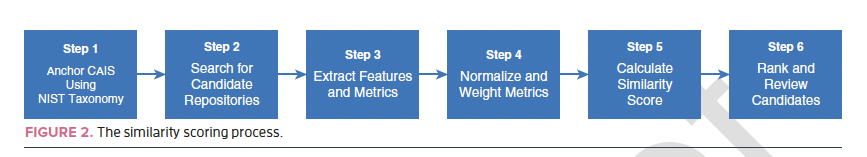 Step 1
Anchor CAIS
Using
NIST Taxonomy
Step 2
Search for
Candidate
Repositories
Step 3
Extract Features
and Metrics
Step 4
Normalize and
Weight Metrics
Step 5
Calculate
Similarity
Score
Step 6
Rank and
Review
Candidates
FIGURE 2. The similarity scoring process.